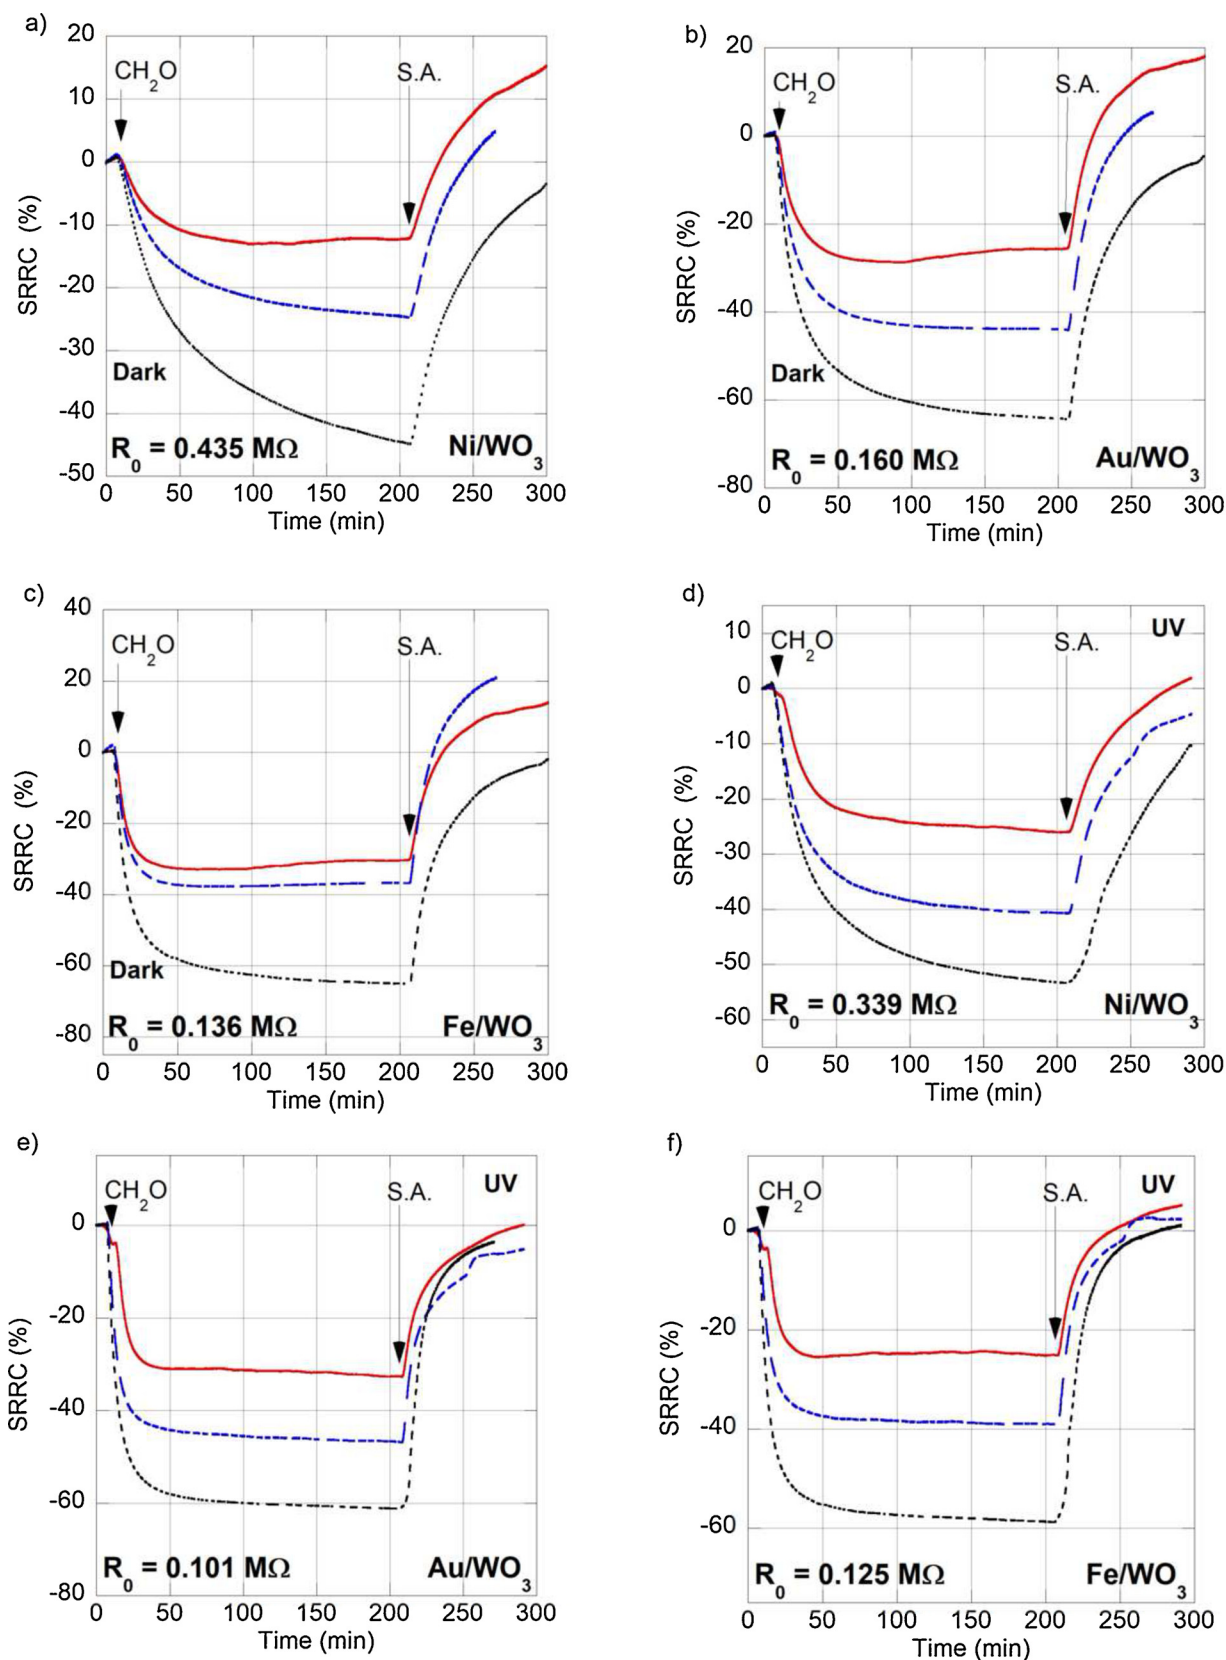 a)
20
10
0
-10
-20
-30
-40
-50
SRRC (%)
CH2O
S.A.
Dark
R0 = 0.435 MΩ
Ni/WO3
0 50 100 150 200 250 300
Time (min)
b)
20
0
-20
-40
-60
-80
SRRC (%)
CH2O
S.A.
Dark
R0 = 0.160 MΩ
Au/WO3
0 50 100 150 200 250 300
Time (min)
c)
40
20
0
-20
-40
-60
-80
SRRC (%)
CH2O
S.A.
Dark
R0 = 0.136 MΩ
Fe/WO3
0 50 100 150 200 250 300
Time (min)
d)
10
0
-10
-20
-30
-40
-50
-60
SRRC (%)
UV
CH2O
S.A.
R0 = 0.339 MΩ
Ni/WO3
0 50 100 150 200 250 300
Time (min)
e)
0
-20
-40
-60
-80
SRRC (%)
UV
CH2O
S.A.
R0 = 0.101 MΩ
Au/WO3
0 50 100 150 200 250 300
Time (min)
f)
0
-20
-40
-60
SRRC (%)
UV
CH2O
S.A.
R0 = 0.125 MΩ
Fe/WO3
0 50 100 150 200 250 300
Time (min)